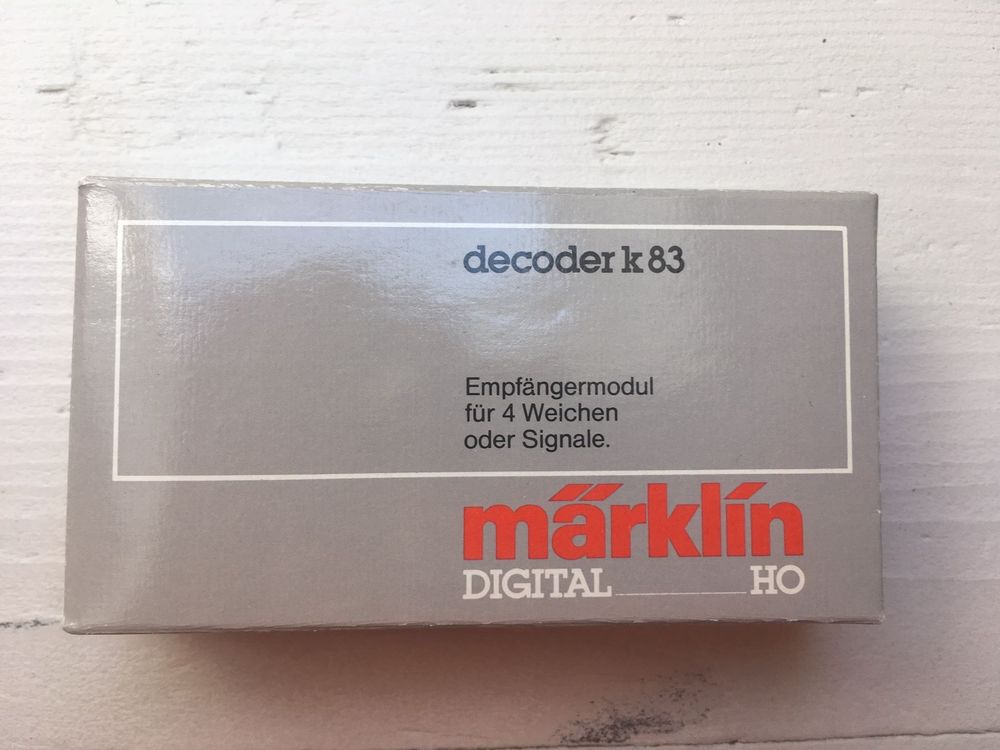 decoder k 83
Empfängermodul
für 4 Weichen
oder Signale.
märklin
DIGITAL HO